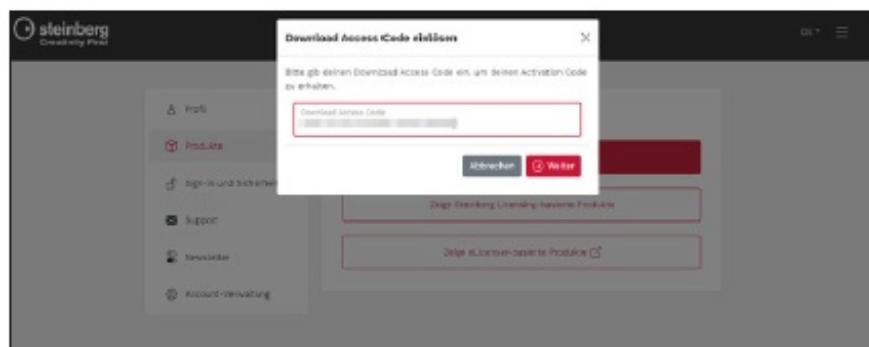 steinberg
Creativity First
DE
Download Access Code einlösen
Bitte gib deinen Download Access Code ein, um deinen Activation Code
zu erhalten.
Download Access Code
Abbrechen
Weiter
Profil
Produkte
Sign-in und Sicherhei
Support
Newsletter
Account-Verwaltung
Zeige Steinberg Licensing-basierte Produkte
Zeige eLicenser-basierte Produkte